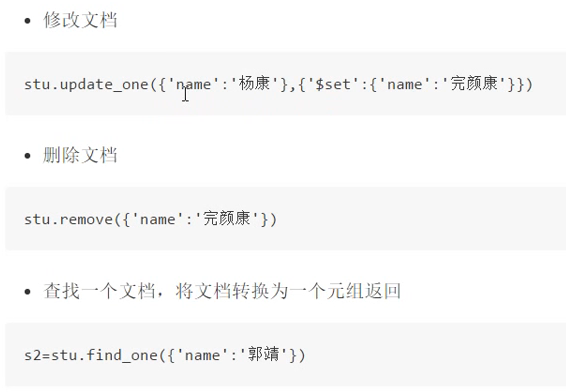 修改文档
stu.update_one({'name':'杨康'},{'$set':{'name':'完颜康'}})
删除文档
stu.remove({'name':'完颜康'})
查找一个文档，将文档转换为一个元组返回
s2=stu.find_one({'name':'郭靖'})